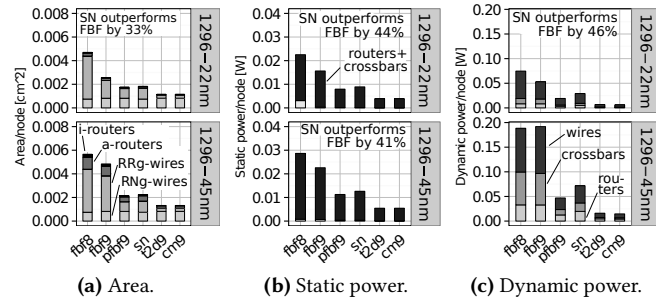 SN outperforms
FBF by 33%
0.008
0.006
0.004
0.002
0.000
1296−22nm
Area/node [cm^2]
i-routers
a-routers
RRg-wires
RNg-wires
0.008
0.006
0.004
0.002
0.000
1296−45nm
fbf8
fbf9
pfbf9
sn
t2d9
cm9
(a) Area.
SN outperforms
FBF by 44%
routers+
crossbars
0.04
0.03
0.02
0.01
0.00
1296−22nm
Static power/node [W]
SN outperforms
FBF by 41%
0.04
0.03
0.02
0.01
0.00
1296−45nm
fbf8
fbf9
pfbf9
sn
t2d9
cm9
(b) Static power.
SN outperforms
FBF by 46%
0.20
0.15
0.10
0.05
0.00
1296−22nm
Dynamic power/node [W]
wires
crossbars
rou-
ters
0.20
0.15
0.10
0.05
0.00
1296−45nm
fbf8
fbf9
pfbf9
sn
t2d9
cm9
(c) Dynamic power.